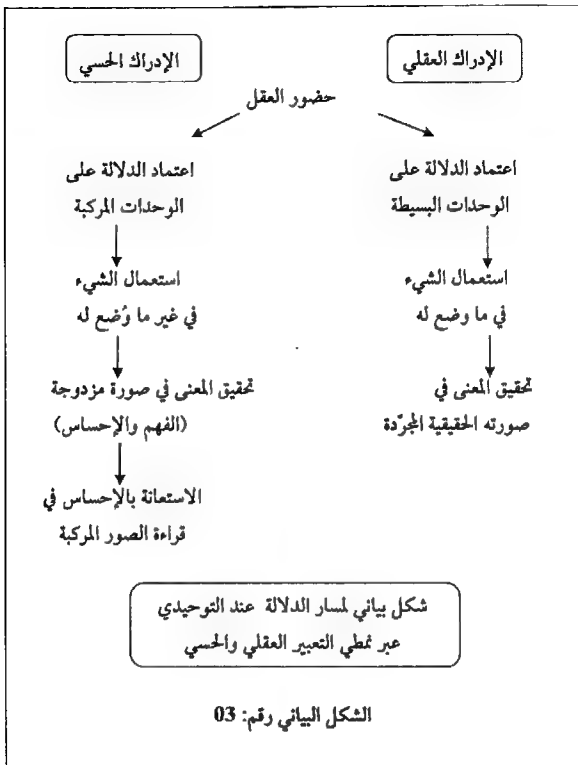 الإدراك العقلي
الإدراك الحسي
حضور العقل
اعتماد الدلالة على
الوحدات البسيطة
استعمال الشيء
في ما وضع له
تحقيق المعنى في
صورته الحقيقية المجرّدة
اعتماد الدلالة على
الوحدات المركبة
استعمال الشيء
في غير ما وُضع له
تحقيق المعنى في صورة مزدوجة
(الفهم والإحساس)
الاستعانة بالإحساس في
قراءة الصور المركبة
شكل بياني لمسار الدلالة عند التوحيدي
عبر نمطي التعبير العقلي والحسي
الشكل البياني رقم: 03